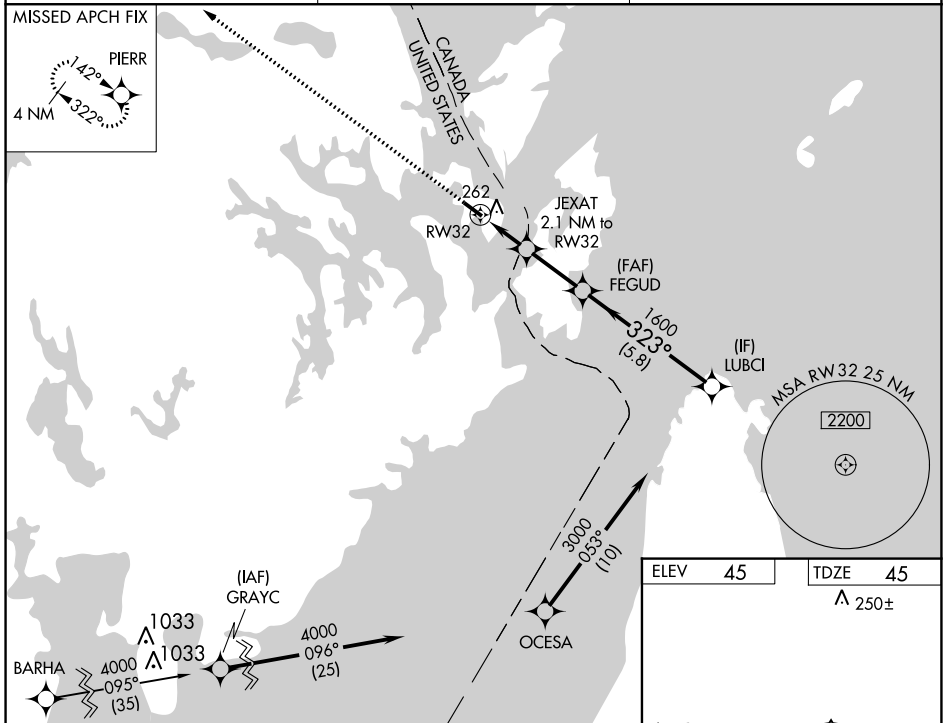 MISSED APCH FIX
PIERR
142°
322°
4 NM
CANADA
UNITED STATES
262
RW32
JEXAT
2.1 NM to
RW32
(FAF)
FEGUD
1600
323°
(5.8)
(IF)
LUBCI
MSA RW32 25 NM
2200
3000
053°
(10)
OCESA
(IAF)
GRAYC
1033
1033
4000
096°
(25)
BARHA
4000
095°
(35)
ELEV 45
TDZE 45
250±